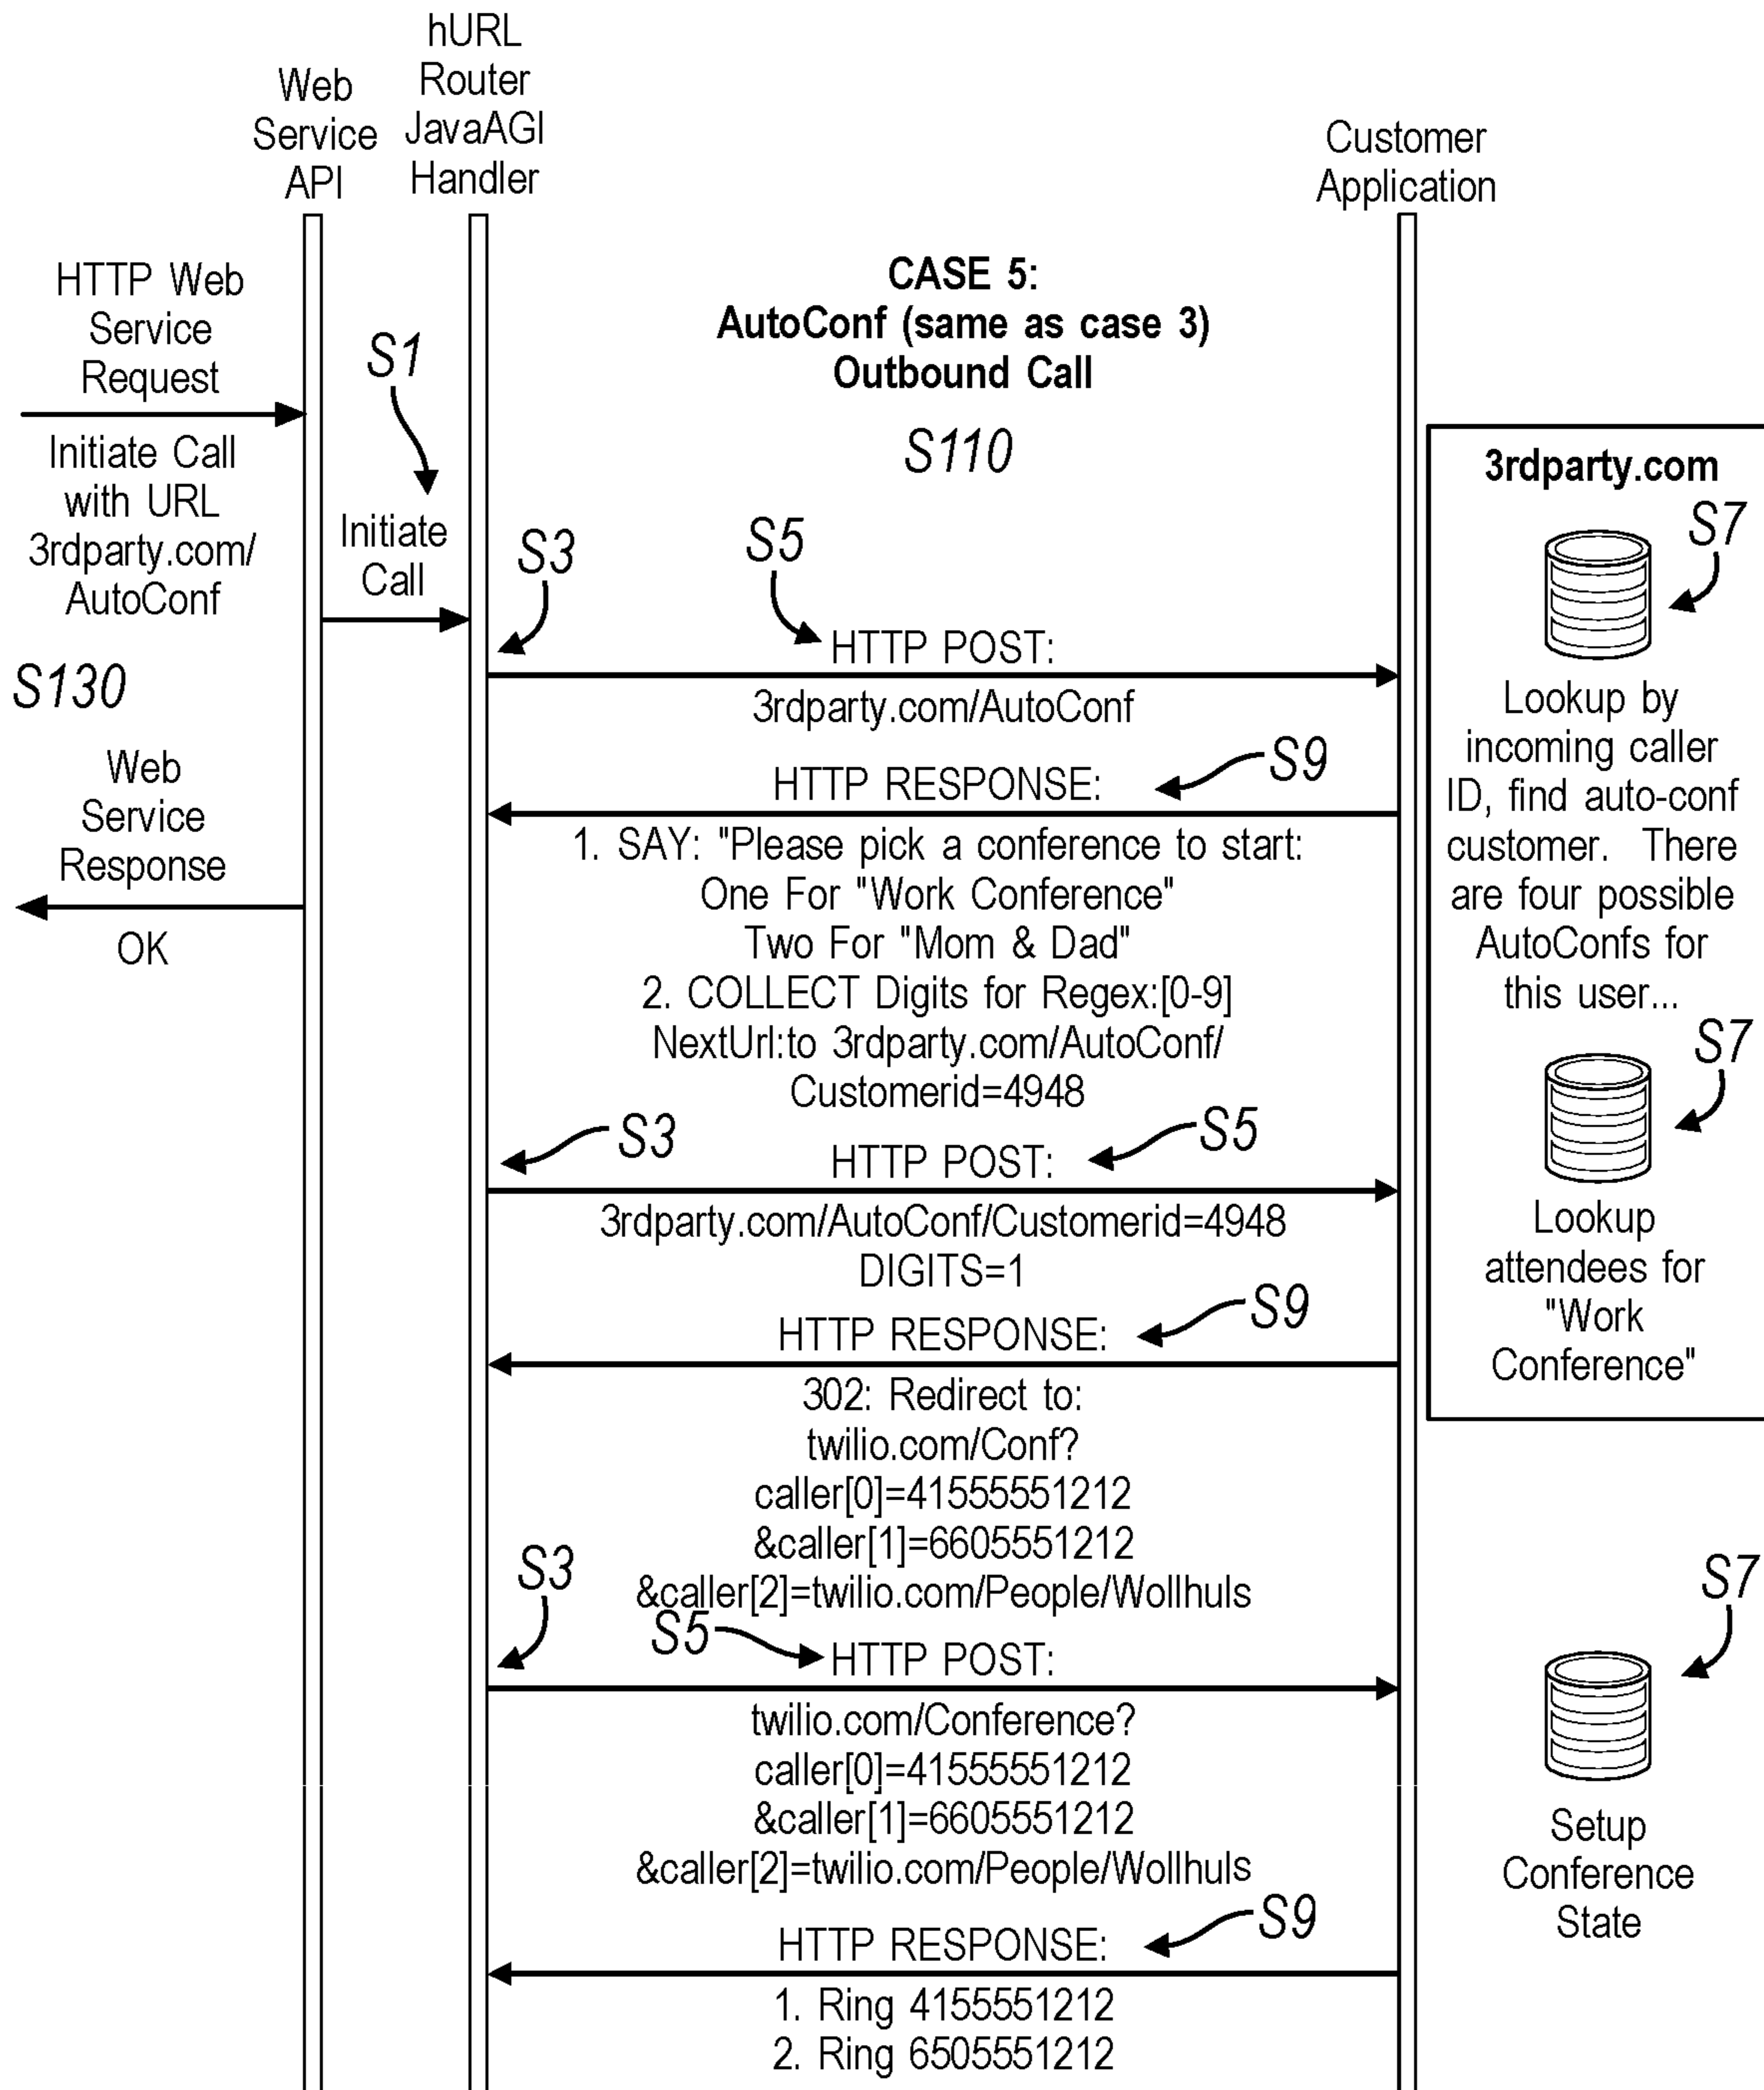 Web
Service
API
hURL
Router
JavaAGI
Handler
Customer
Application
HTTP Web
Service
Request
Initiate Call
with URL
3rdparty.com/
AutoConf
S130
Web
Service
Response
OK
S1
Initiate
Call
CASE 5:
AutoConf (same as case 3)
Outbound Call
S110
S3
S5
HTTP POST:
3rdparty.com/AutoConf
S9
HTTP RESPONSE:
1. SAY: "Please pick a conference to start:
One For "Work Conference"
Two For "Mom & Dad"
2. COLLECT Digits for Regex:[0-9]
NextUrl:to 3rdparty.com/AutoConf/
Customerid=4948
S3
S5
HTTP POST:
3rdparty.com/AutoConf/Customerid=4948
DIGITS=1
S9
HTTP RESPONSE:
302: Redirect to:
twilio.com/Conf?
caller[0]=41555551212
&caller[1]=6605551212
&caller[2]=twilio.com/People/Wollhuls
S3
S5
HTTP POST:
twilio.com/Conference?
caller[0]=41555551212
&caller[1]=6605551212
&caller[2]=twilio.com/People/Wollhuls
S9
HTTP RESPONSE:
1. Ring 4155551212
2. Ring 6505551212
3rdparty.com
S7
Lookup by
incoming caller
ID, find auto-conf
customer. There
are four possible
AutoConfs for
this user...
S7
Lookup
attendees for
"Work
Conference"
S7
Setup
Conference
State